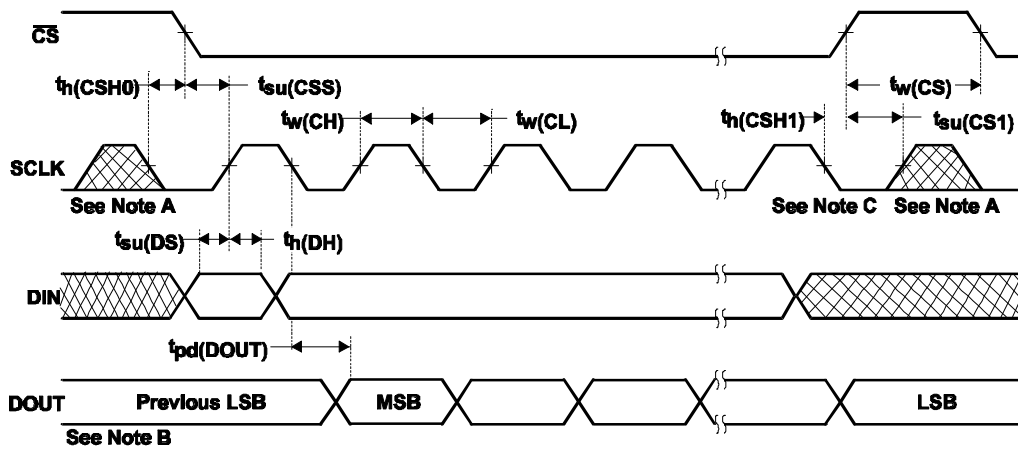 CS
th(CSH0)
tsu(CSS)
tw(CS)
tw(CH)
tw(CL)
th(CSH1)
tsu(CS1)
SCLK
See Note A
See Note C
See Note A
tsu(DS)
th(DH)
DIN
tpd(DOUT)
DOUT
Previous LSB
MSB
LSB
See Note B